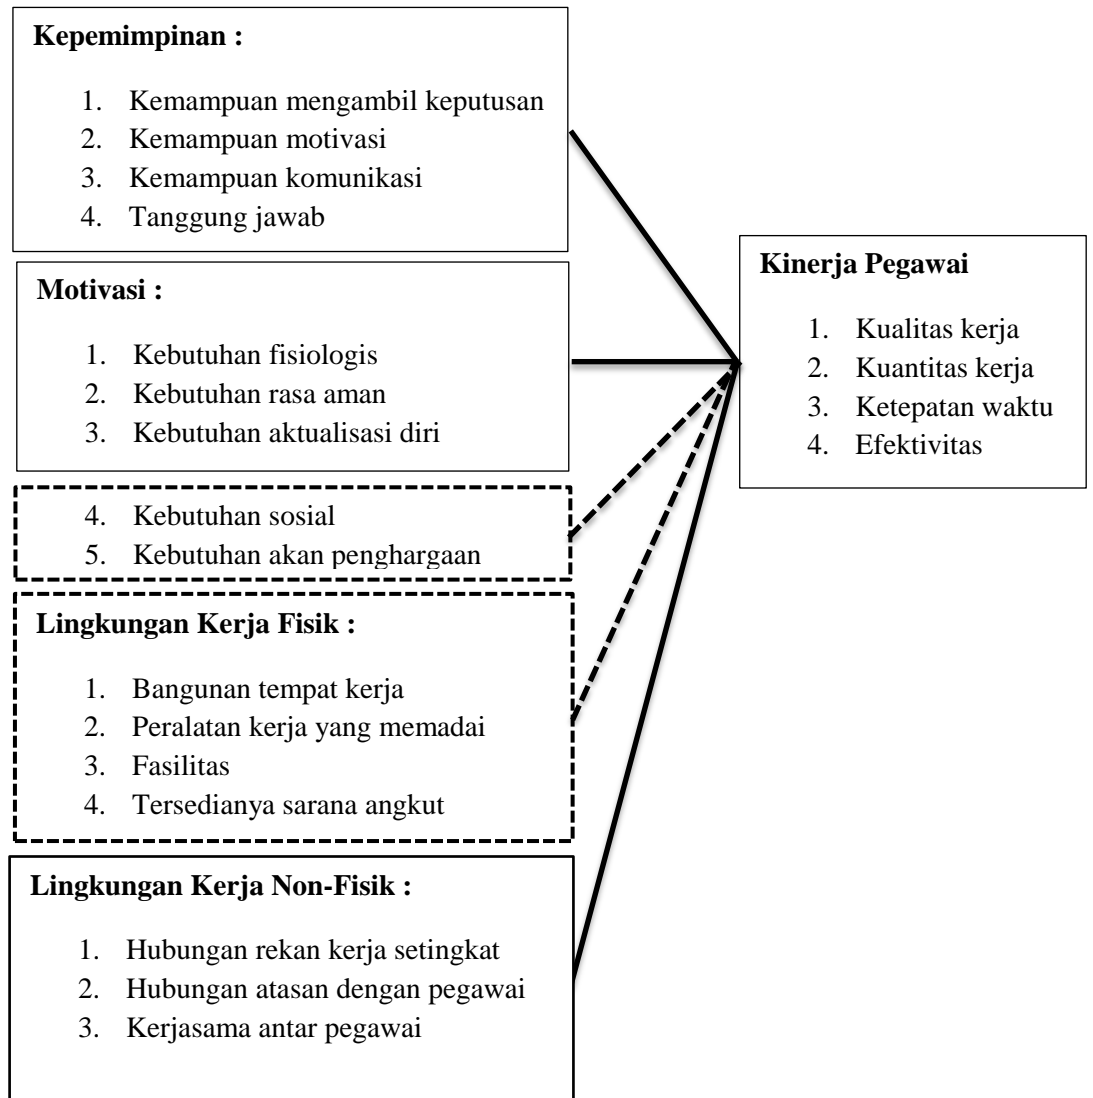 Kepemimpinan :
1. Kemampuan mengambil keputusan
2. Kemampuan motivasi
3. Kemampuan komunikasi
4. Tanggung jawab
Motivasi :
1. Kebutuhan fisiologis
2. Kebutuhan rasa aman
3. Kebutuhan aktualisasi diri
4. Kebutuhan sosial
5. Kebutuhan akan penghargaan
Lingkungan Kerja Fisik :
1. Bangunan tempat kerja
2. Peralatan kerja yang memadai
3. Fasilitas
4. Tersedianya sarana angkut
Lingkungan Kerja Non-Fisik :
1. Hubungan rekan kerja setingkat
2. Hubungan atasan dengan pegawai
3. Kerjasama antar pegawai
Kinerja Pegawai
1. Kualitas kerja
2. Kuantitas kerja
3. Ketepatan waktu
4. Efektivitas